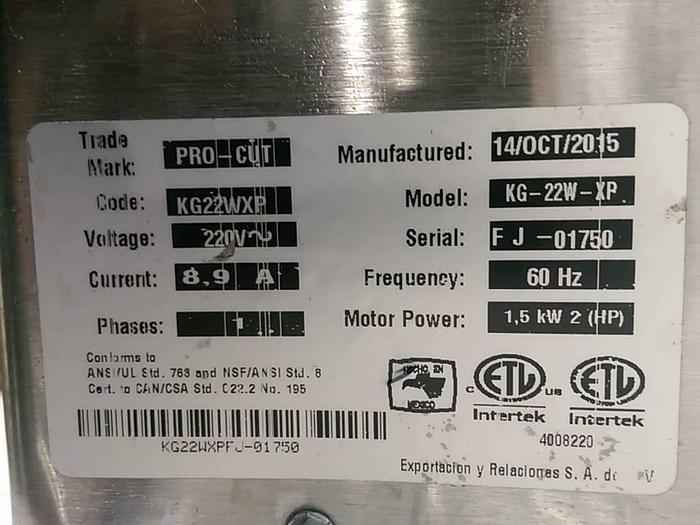 Trade Mark: PRO-CUT
Manufactured: 14/OCT/2015
Code: KG22WXP
Model: KG-22W-XP
Voltage: 220V~
Serial: FJ-01750
Current: 8,9 A
Frequency: 60 Hz
Phases: 1
Motor Power: 1,5 kW 2 (HP)
Conforms to
ANSI/UL Std. 763 and NSF/ANSI Std. 8
Cert. to CAN/CSA Std. C22.2 No. 195
HECHO EN
MEXICO
C ETL US
Intertek
ETL
Intertek
4008220
KG22WXPFJ-01750
Exportacion y Relaciones S. A. de